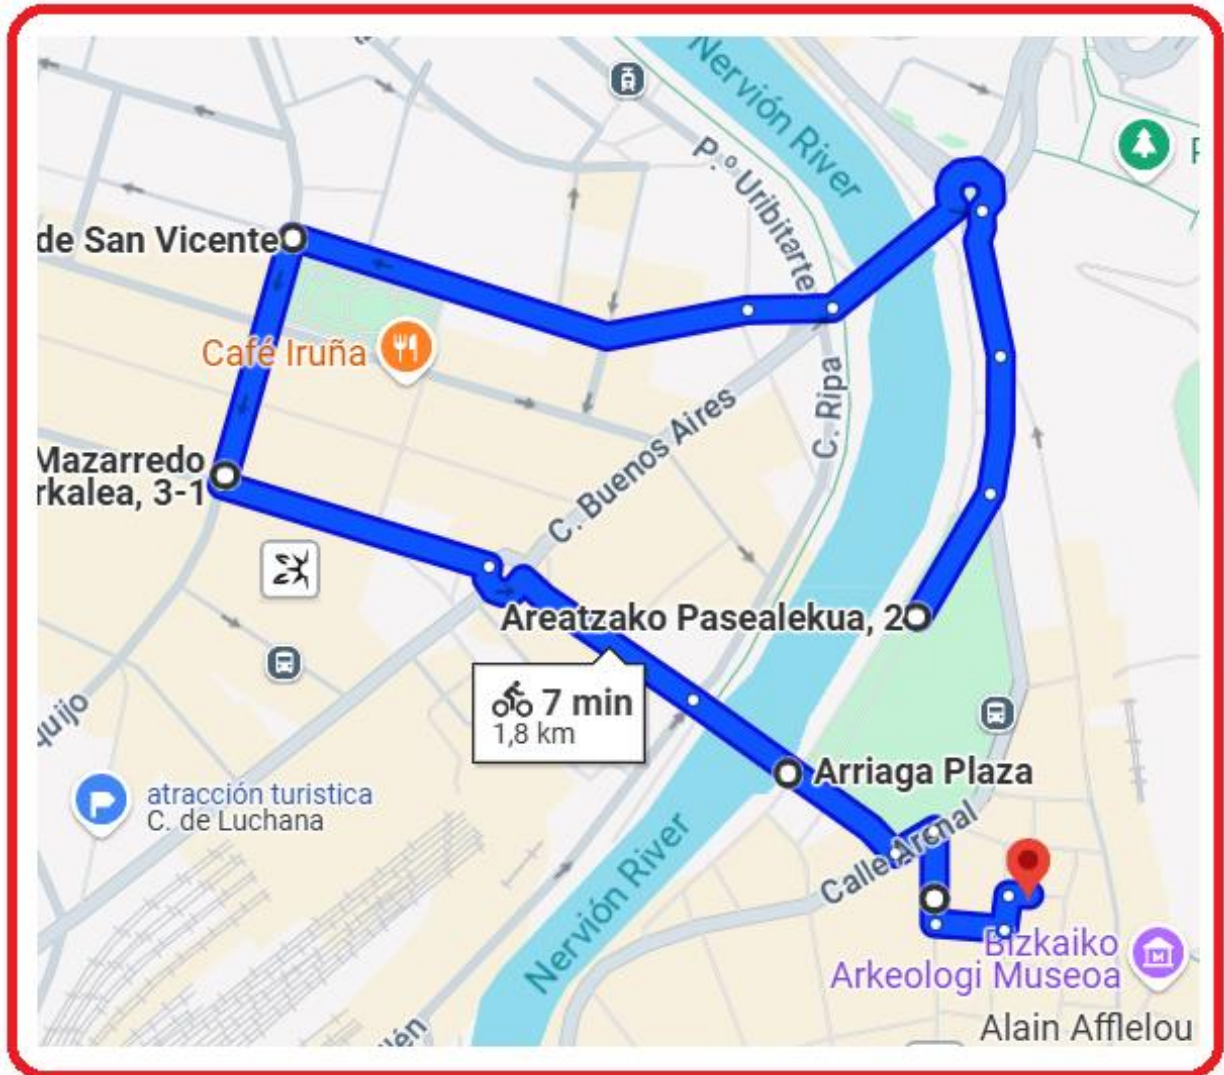 Nervión River
P.º Uribitarte
P
de San Vicente
Café Iruña
C. Ripa
Mazarredo
rkalea, 3-1
C. Buenos Aires
Areatzako Pasealekua, 2
7 min
1,8 km
quijo
Arriaga Plaza
atracción turistica
C. de Luchana
Calle Arenal
Nervión River
Bizkaiko
Arkeologi Museoa
Alain Afflelou
llén